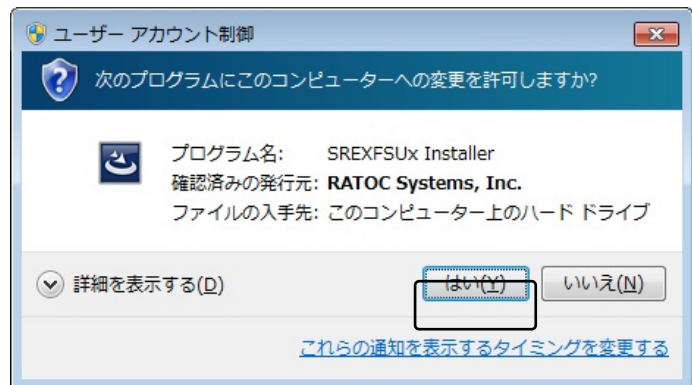 ユーザー アカウント制御
次のプログラムにこのコンピューターへの変更を許可しますか?
プログラム名: SREXFSUx Installer
確認済みの発行元: RATOC Systems, Inc.
ファイルの入手先: このコンピューター上のハード ドライブ
詳細を表示する(D) はい(Y) いいえ(N)
これらの通知を表示するタイミングを変更する